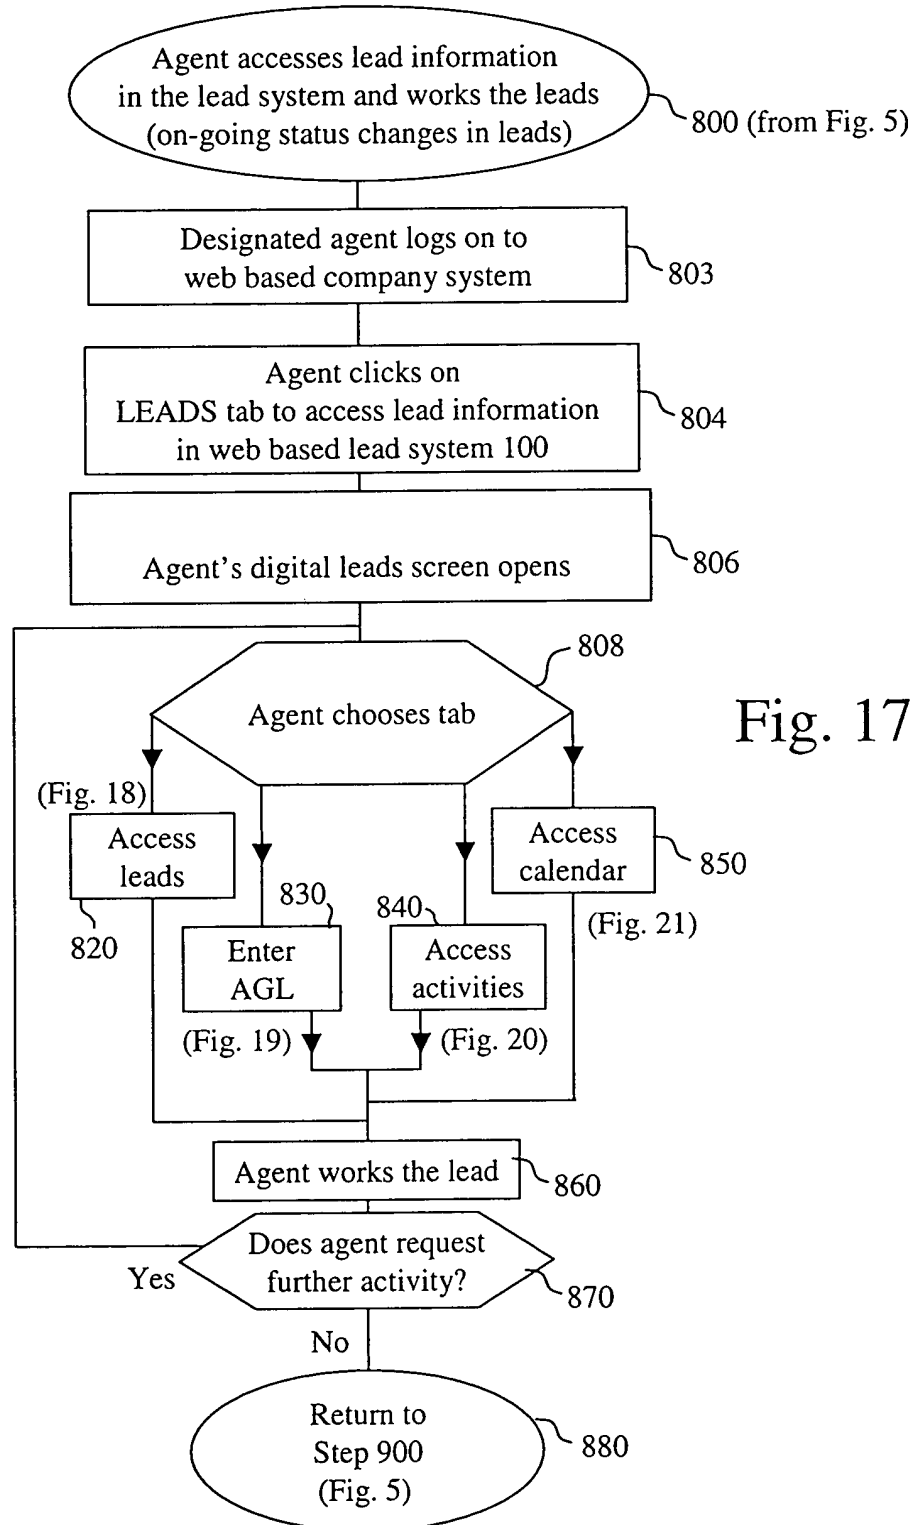 Agent accesses lead information
in the lead system and works the leads
(on-going status changes in leads)
800 (from Fig. 5)
Designated agent logs on to
web based company system
803
Agent clicks on
LEADS tab to access lead information
in web based lead system 100
804
Agent's digital leads screen opens
806
808
Agent chooses tab
Fig. 17
(Fig. 18)
Access
leads
820
Access
calendar
850
(Fig. 21)
830
Enter
AGL
(Fig. 19)
840
Access
activities
(Fig. 20)
Agent works the lead
860
Does agent request
further activity?
870
Yes
No
Return to
Step 900
(Fig. 5)
880